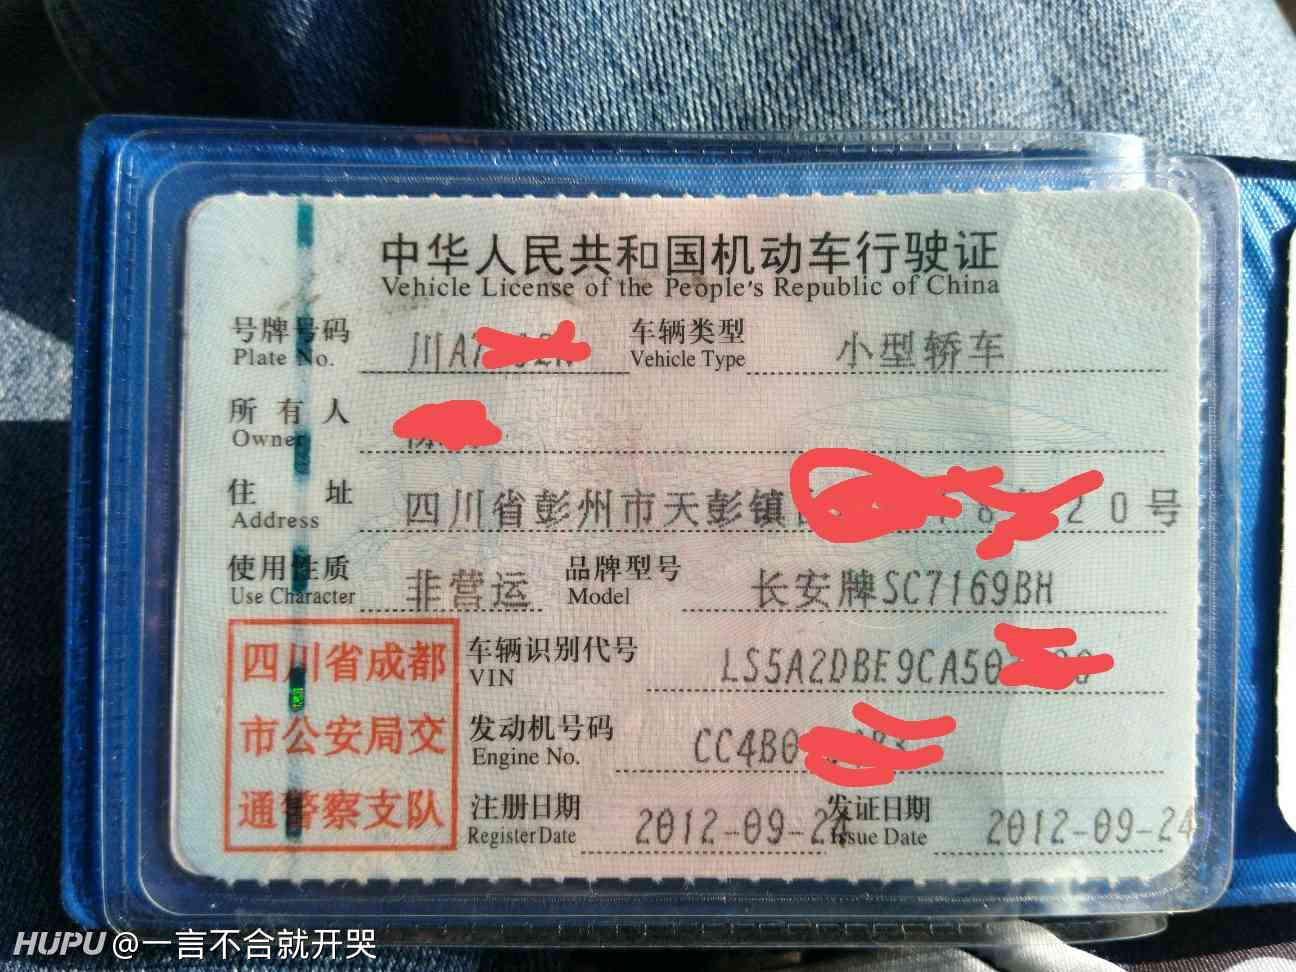 中华人民共和国机动车行驶证
Vehicle License of the People's Republic of China
号牌号码 川A 车辆类型 小型轿车
Plate No. Vehicle Type
所有人
Owner
住址 四川省彭州市天彭镇 20号
Address
使用性质 非营运 品牌型号 长安牌SC7169BH
Use Character Model
四川省成都
市公安局交
通警察支队
车辆识别代号 LS5A2DBE9CA50
VIN
发动机号码 CC4B0
Engine No.
注册日期 2012-09-24 发证日期 2012-09-24
Register Date Issue Date
HUPU @一言不合就开哭